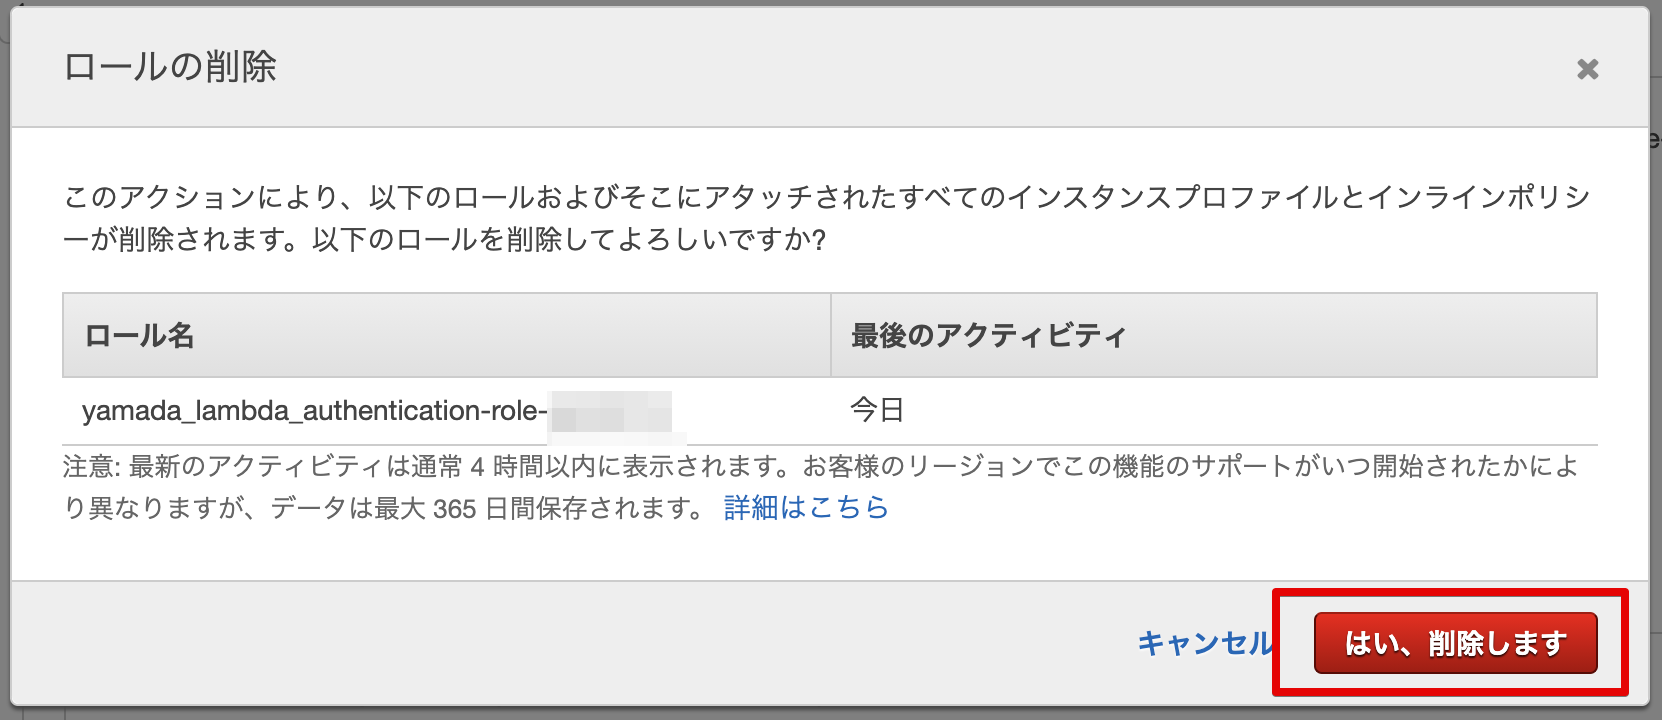 ロールの削除
このアクションにより、以下のロールおよびそこにアタッチされたすべてのインスタンスプロファイルとインラインポリシ
ーが削除されます。以下のロールを削除してよろしいですか?
ロール名 最後のアクティビティ
yamada_lambda_authentication-role- 今日
注意: 最新のアクティビティは通常 4 時間以内に表示されます。お客様のリージョンでこの機能のサポートがいつ開始されたかによ
り異なりますが、データは最大 365 日間保存されます。 詳細はこちら
キャンセル はい、削除します